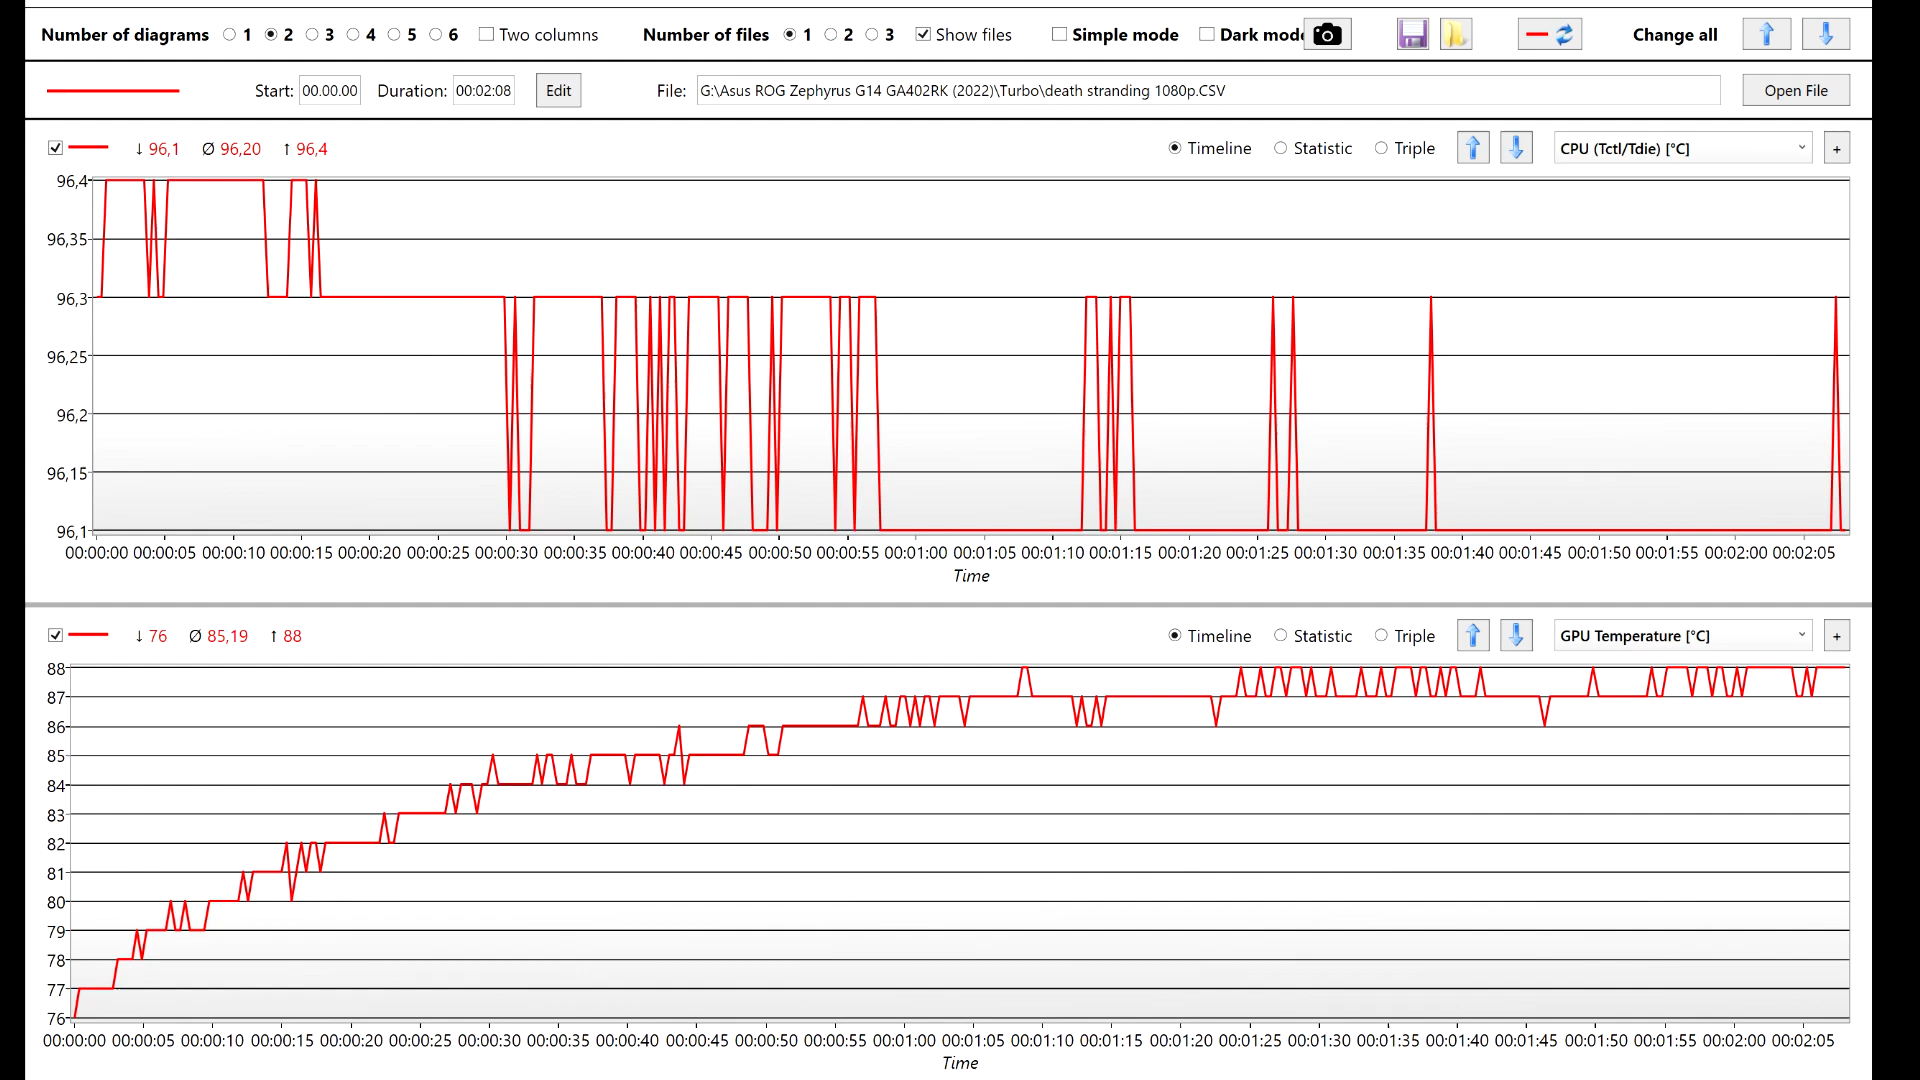 Number of diagrams 1 2 3 4 5 6 Two columns Number of files 1 2 3 Show files Simple mode Dark mode Change all
Start: 00.00.00 Duration: 00:02:08 Edit File: G:\Asus ROG Zephyrus G14 GA402RK (2022)\Turbo\death stranding 1080p.CSV Open File
↓ 96,1 Ø 96,20 ↑ 96,4 Timeline Statistic Triple CPU (Tctl/Tdie) [°C] +
96,4
96,35
96,3
96,25
96,2
96,15
96,1
00:00:00 00:00:05 00:00:10 00:00:15 00:00:20 00:00:25 00:00:30 00:00:35 00:00:40 00:00:45 00:00:50 00:00:55 00:01:00 00:01:05 00:01:10 00:01:15 00:01:20 00:01:25 00:01:30 00:01:35 00:01:40 00:01:45 00:01:50 00:01:55 00:02:00 00:02:05
Time
↓ 76 Ø 85,19 ↑ 88 Timeline Statistic Triple GPU Temperature [°C] +
88
87
86
85
84
83
82
81
80
79
78
77
76
00:00:00 00:00:05 00:00:10 00:00:15 00:00:20 00:00:25 00:00:30 00:00:35 00:00:40 00:00:45 00:00:50 00:00:55 00:01:00 00:01:05 00:01:10 00:01:15 00:01:20 00:01:25 00:01:30 00:01:35 00:01:40 00:01:45 00:01:50 00:01:55 00:02:00 00:02:05
Time